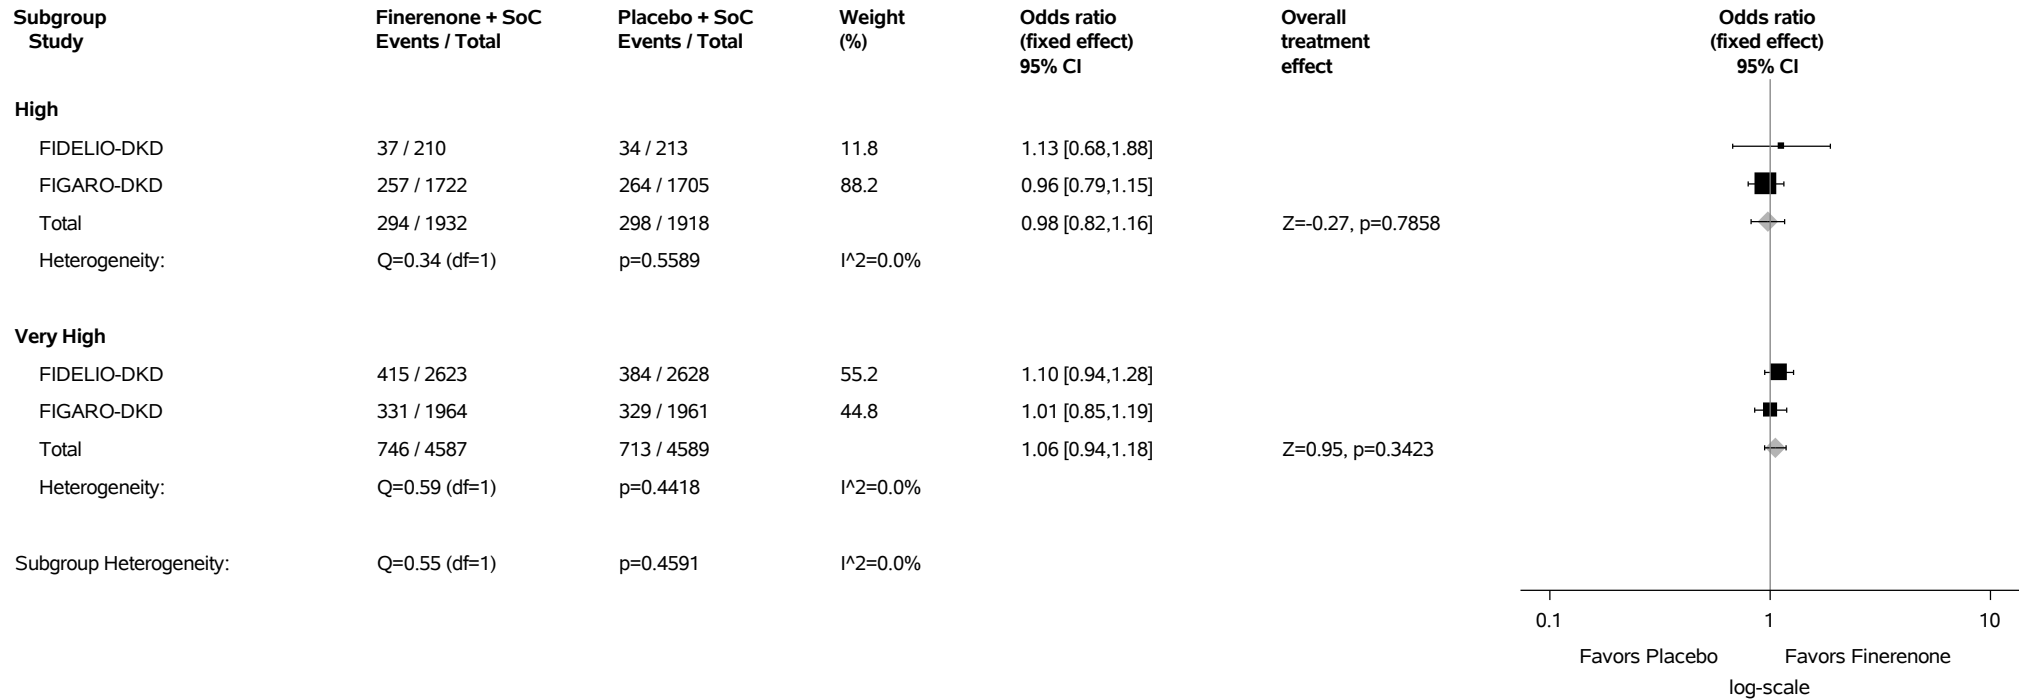 Subgroup Finerenone + SoC Placebo + SoC Weight Odds ratio Overall Odds ratio
Study Events / Total Events / Total (%) (fixed effect) treatment (fixed effect)
95% CI effect 95% CI
High
FIDELIO-DKD 37 / 210 34 / 213 11.8 1.13 [0.68,1.88]
FIGARO-DKD 257 / 1722 264 / 1705 88.2 0.96 [0.79,1.15]
Total 294 / 1932 298 / 1918 0.98 [0.82,1.16] Z=-0.27, p=0.7858
Heterogeneity: Q=0.34 (df=1) p=0.5589 I^2=0.0%
Very High
FIDELIO-DKD 415 / 2623 384 / 2628 55.2 1.10 [0.94,1.28]
FIGARO-DKD 331 / 1964 329 / 1961 44.8 1.01 [0.85,1.19]
Total 746 / 4587 713 / 4589 1.06 [0.94,1.18] Z=0.95, p=0.3423
Heterogeneity: Q=0.59 (df=1) p=0.4418 I^2=0.0%
Subgroup Heterogeneity: Q=0.55 (df=1) p=0.4591 I^2=0.0%
0.1 1 10
Favors Placebo Favors Finerenone
log-scale